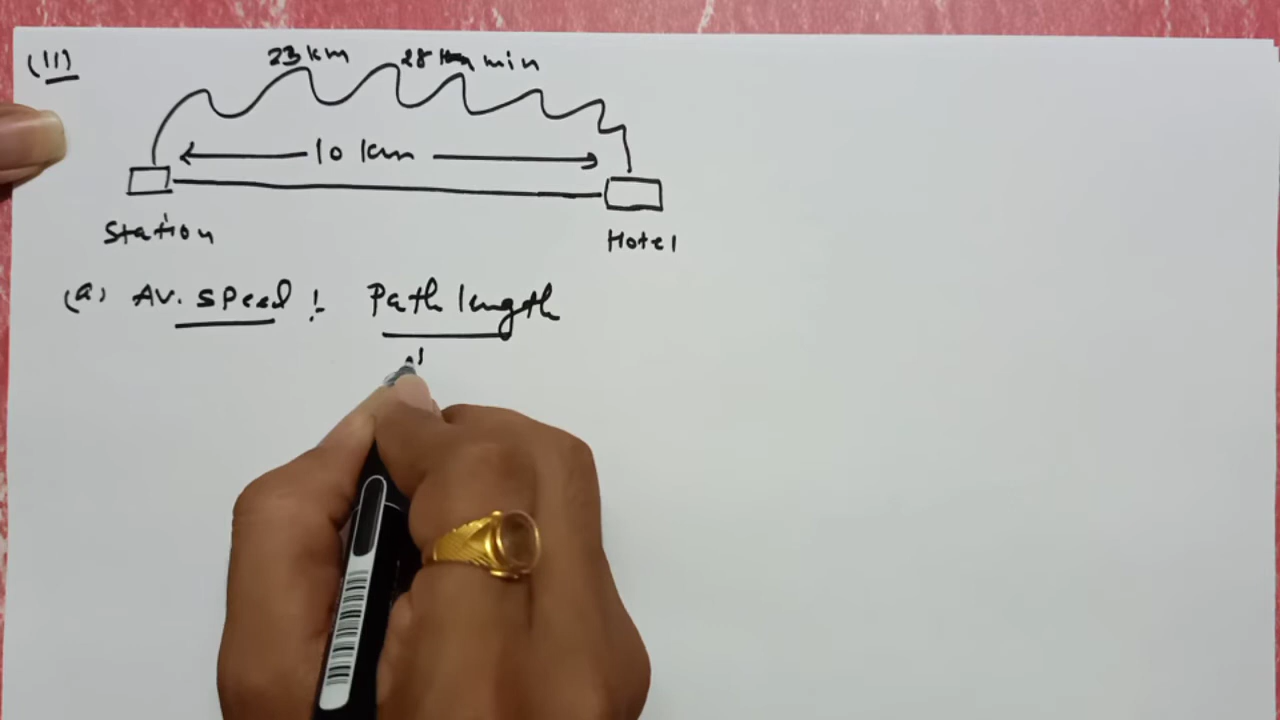 (11)
23 km 28 min
10 km
Station
Hotel
(a) Av. speed :- Path length